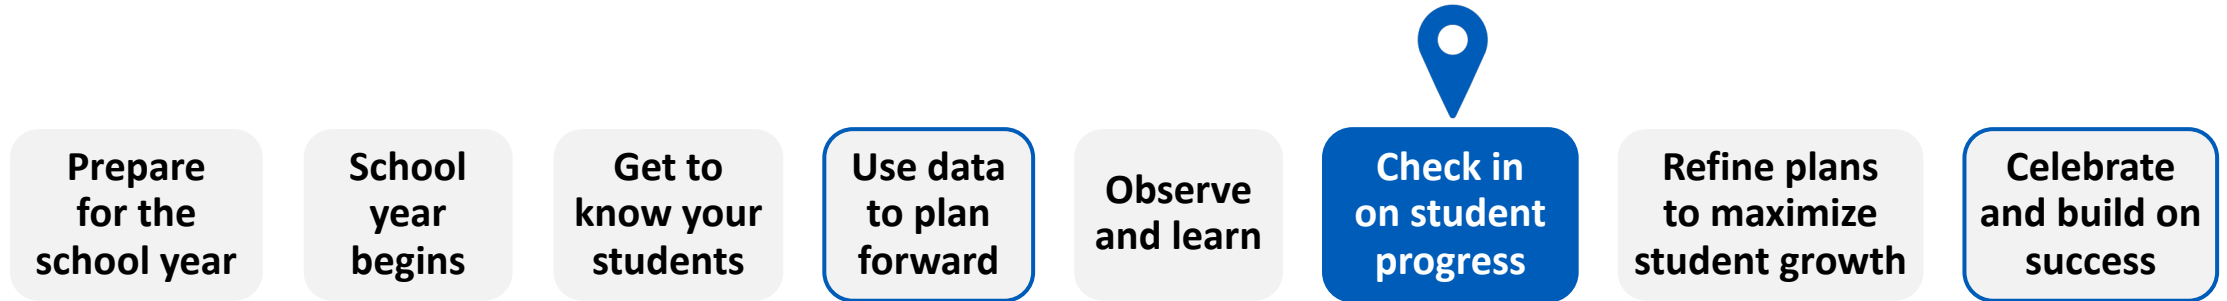 Prepare
for the
school year
School
year
begins
Get to
know your
students
Use data
to plan
forward
Observe
and learn
Check in
on student
progress
Refine plans
to maximize
student growth
Celebrate
and build on
success